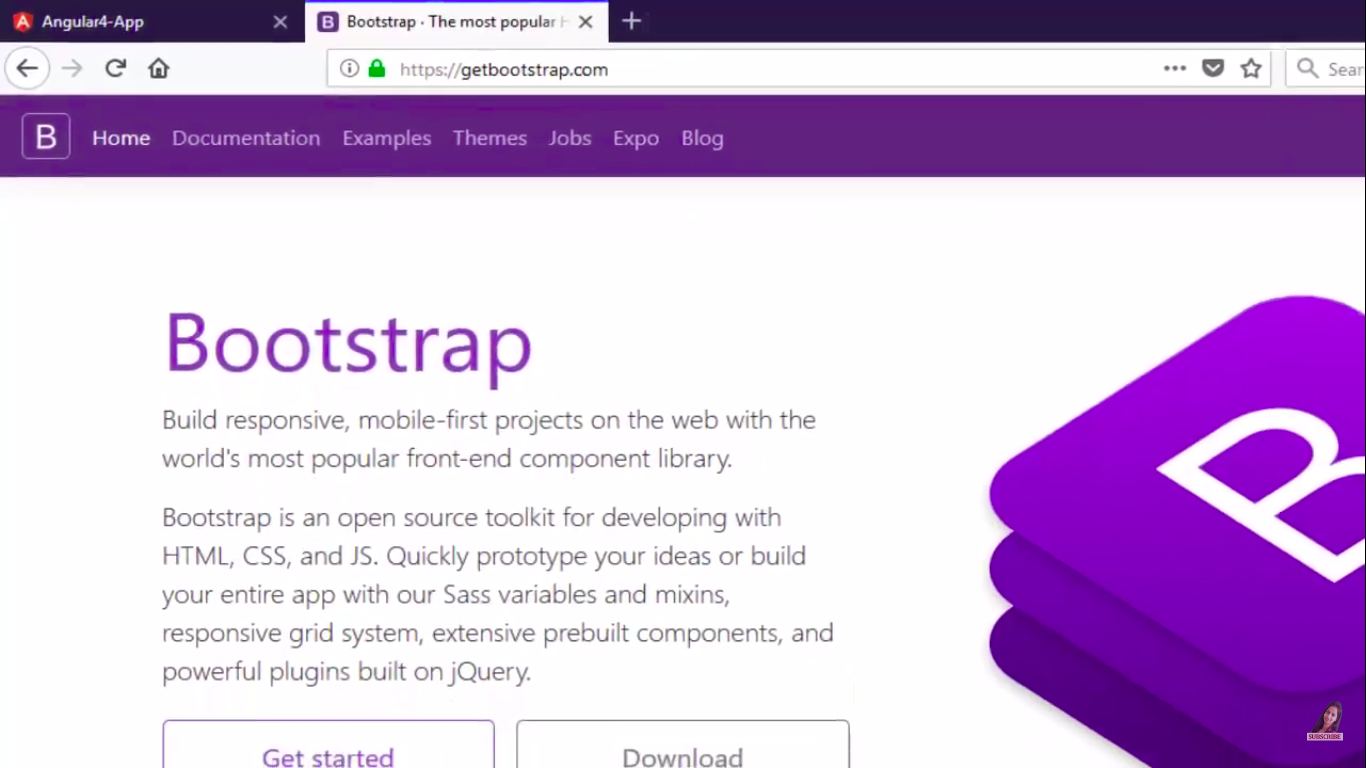 Angular4-App
Bootstrap · The most popular H
https://getbootstrap.com
Sear
B
Home Documentation Examples Themes Jobs Expo Blog
Bootstrap
Build responsive, mobile-first projects on the web with the
world's most popular front-end component library.
Bootstrap is an open source toolkit for developing with
HTML, CSS, and JS. Quickly prototype your ideas or build
your entire app with our Sass variables and mixins,
responsive grid system, extensive prebuilt components, and
powerful plugins built on jQuery.
Get started
Download
B
SUBSCRIBE